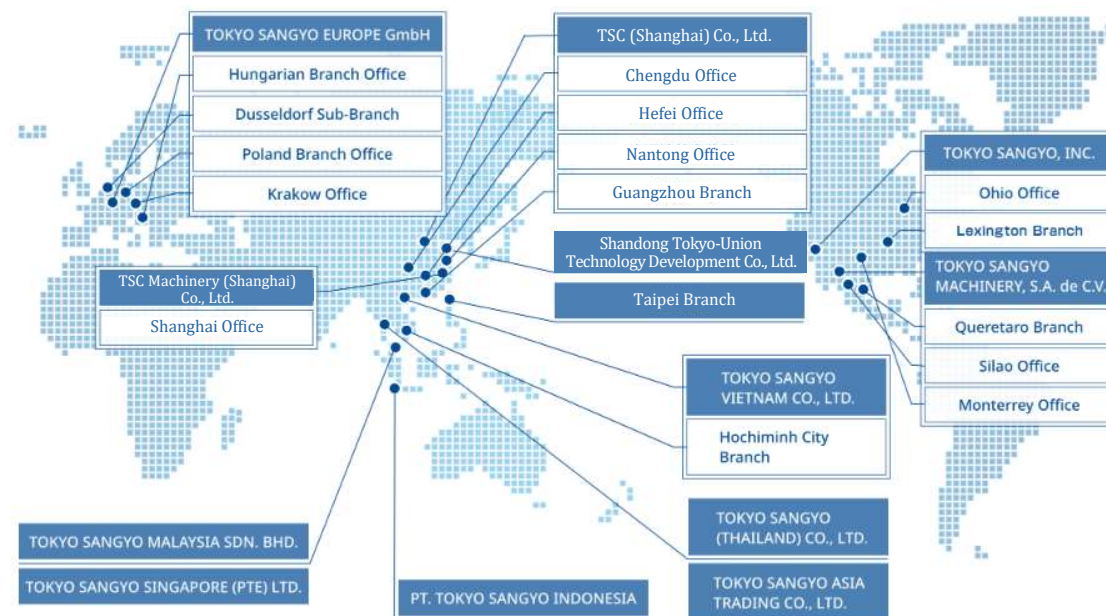 TOKYO SANGYO EUROPE GmbH
Hungarian Branch Office
Dusseldorf Sub-Branch
Poland Branch Office
Krakow Office
TSC (Shanghai) Co., Ltd.
Chengdu Office
Hefei Office
Nantong Office
Guangzhou Branch
Shandong Tokyo-Union
Technology Development Co., Ltd.
Taipei Branch
TSC Machinery (Shanghai)
Co., Ltd.
Shanghai Office
TOKYO SANGYO, INC.
Ohio Office
Lexington Branch
TOKYO SANGYO
MACHINERY, S.A. de C.V.
Queretaro Branch
Silao Office
Monterrey Office
TOKYO SANGYO
VIETNAM CO., LTD.
Hochiminh City
Branch
TOKYO SANGYO
(THAILAND) CO., LTD.
TOKYO SANGYO ASIA
TRADING CO., LTD.
TOKYO SANGYO MALAYSIA SDN. BHD.
TOKYO SANGYO SINGAPORE (PTE) LTD.
PT. TOKYO SANGYO INDONESIA